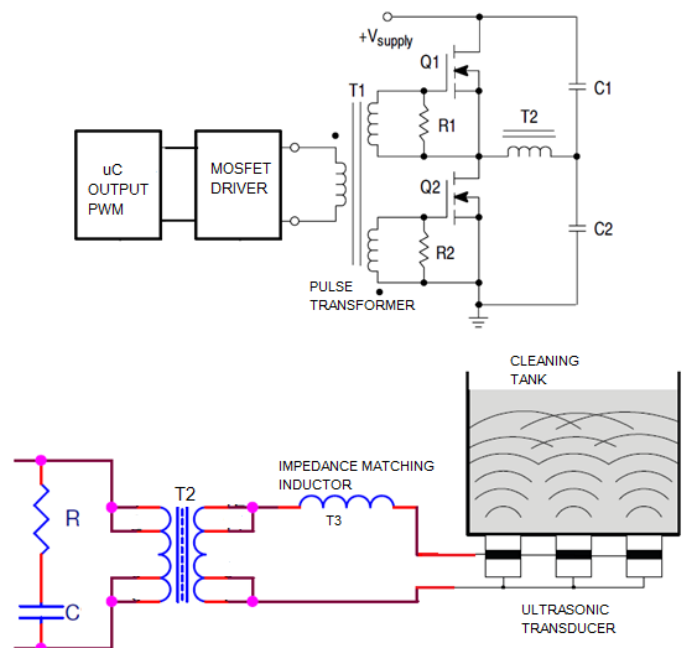 +Vsupply
Q1
C1
T1
R1
T2
uC
OUTPUT
PWM
MOSFET
DRIVER
Q2
C2
R2
PULSE
TRANSFORMER
CLEANING
TANK
IMPEDANCE MATCHING
INDUCTOR
T2
T3
R
C
ULTRASONIC
TRANSDUCER